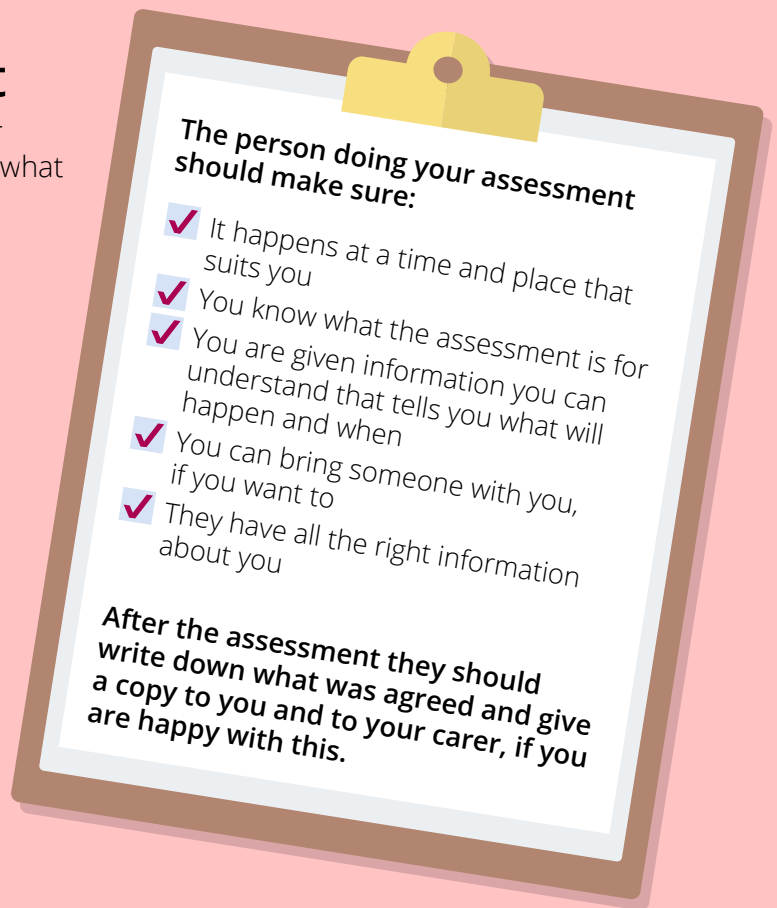 t
what
The person doing your assessment
should make sure:
It happens at a time and place that
suits you
You know what the assessment is for
You are given information you can
understand that tells you what will
happen and when
You can bring someone with you,
if you want to
They have all the right information
about you
After the assessment they should
write down what was agreed and give
a copy to you and to your carer, if you
are happy with this.